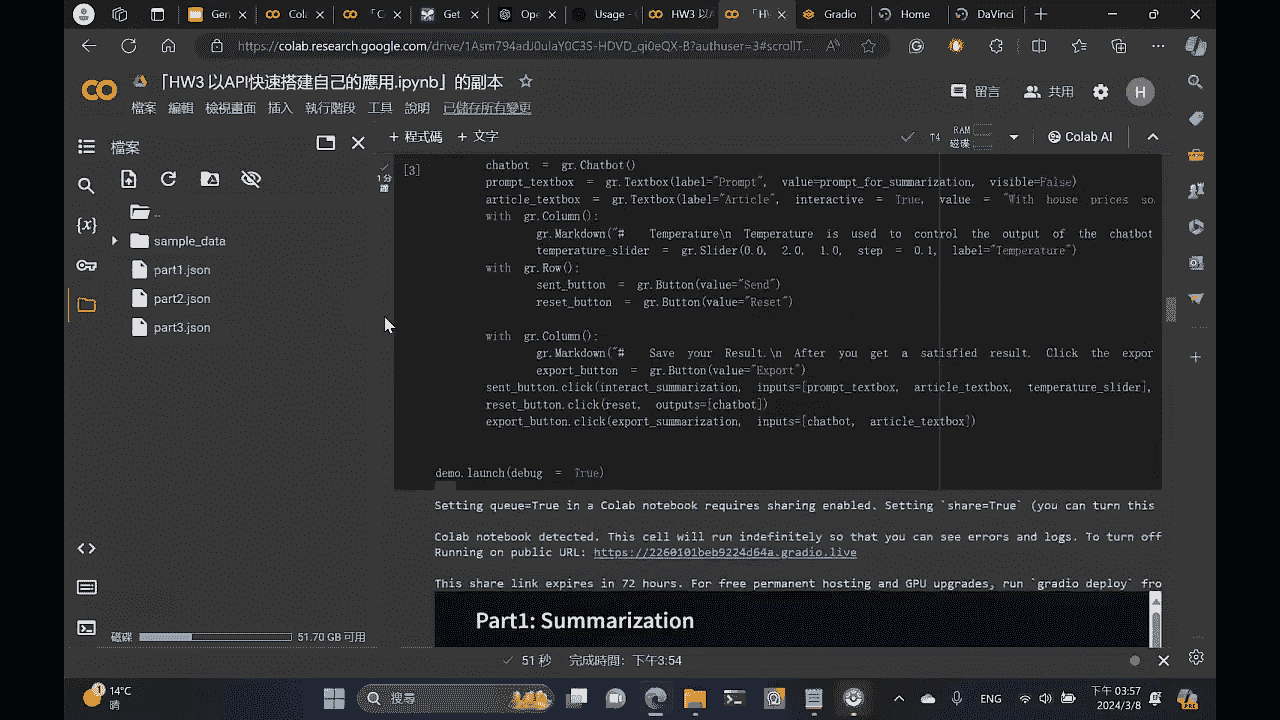 Ger
Cola
「C
Get
Ope
Usage -
HW3 以A
「HW
Gradio
Home
DaVinci
https://colab.research.google.com/drive/1Asm794adJ0ulaY0C3S-HDVD_qi0eQX-B?authuser=3#scrollT...
「HW3 以API快速搭建自己的應用.ipynb」的副本
檔案 編輯 檢視畫面 插入 執行階段 工具 說明 已儲存所有變更
留言 共用 H
檔案
+ 程式碼 + 文字
T4 RAM 磁碟 Colab AI
..
sample_data
part1.json
part2.json
part3.json
磁碟 51.70 GB 可用
[3]
1 分鐘
chatbot = gr.Chatbot()
prompt_textbox = gr.Textbox(label="Prompt", value=prompt_for_summarization, visible=False)
article_textbox = gr.Textbox(label="Article", interactive = True, value = "With house prices so
with gr.Column():
gr.Markdown("# Temperature\n Temperature is used to control the output of the chatbot
temperature_slider = gr.Slider(0.0, 2.0, 1.0, step = 0.1, label="Temperature")
with gr.Row():
sent_button = gr.Button(value="Send")
reset_button = gr.Button(value="Reset")
with gr.Column():
gr.Markdown("# Save your Result.\n After you get a satisfied result. Click the expor
export_button = gr.Button(value="Export")
sent_button.click(interact_summarization, inputs=[prompt_textbox, article_textbox, temperature_slider],
reset_button.click(reset, outputs=[chatbot])
export_button.click(export_summarization, inputs=[chatbot, article_textbox])
demo.launch(debug = True)
Setting queue=True in a Colab notebook requires sharing enabled. Setting `share=True` (you can turn this
Colab notebook detected. This cell will run indefinitely so that you can see errors and logs. To turn off
Running on public URL: https://2260101beb9224d64a.gradio.live
This share link expires in 72 hours. For free permanent hosting and GPU upgrades, run `gradio deploy` fro
Part1: Summarization
51 秒 完成時間：下午3:54
14°C
晴
搜尋
ENG
下午 03:57
2024/3/8